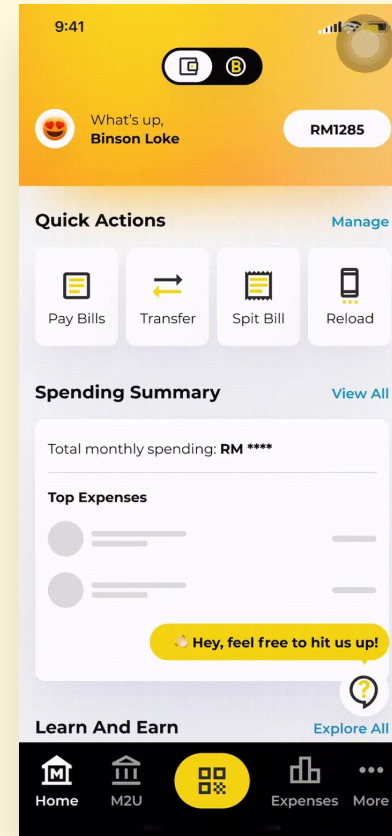 9:41
B
What's up,
Binson Loke
RM1285
Quick Actions
Manage
Pay Bills
Transfer
Spit Bill
Reload
Spending Summary
View All
Total monthly spending: RM ****
Top Expenses
Hey, feel free to hit us up!
?
Learn And Earn
Explore All
M
Home
M2U
Expenses
More